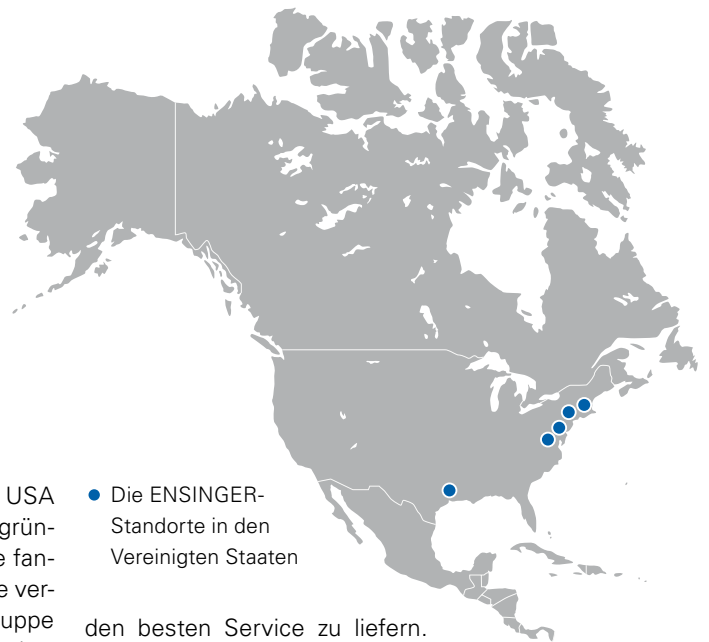 USA
grün-
e fan-
e ver-
uppe
• Die ENSINGER-
Standorte in den
Vereinigten Staaten
den besten Service zu liefern.